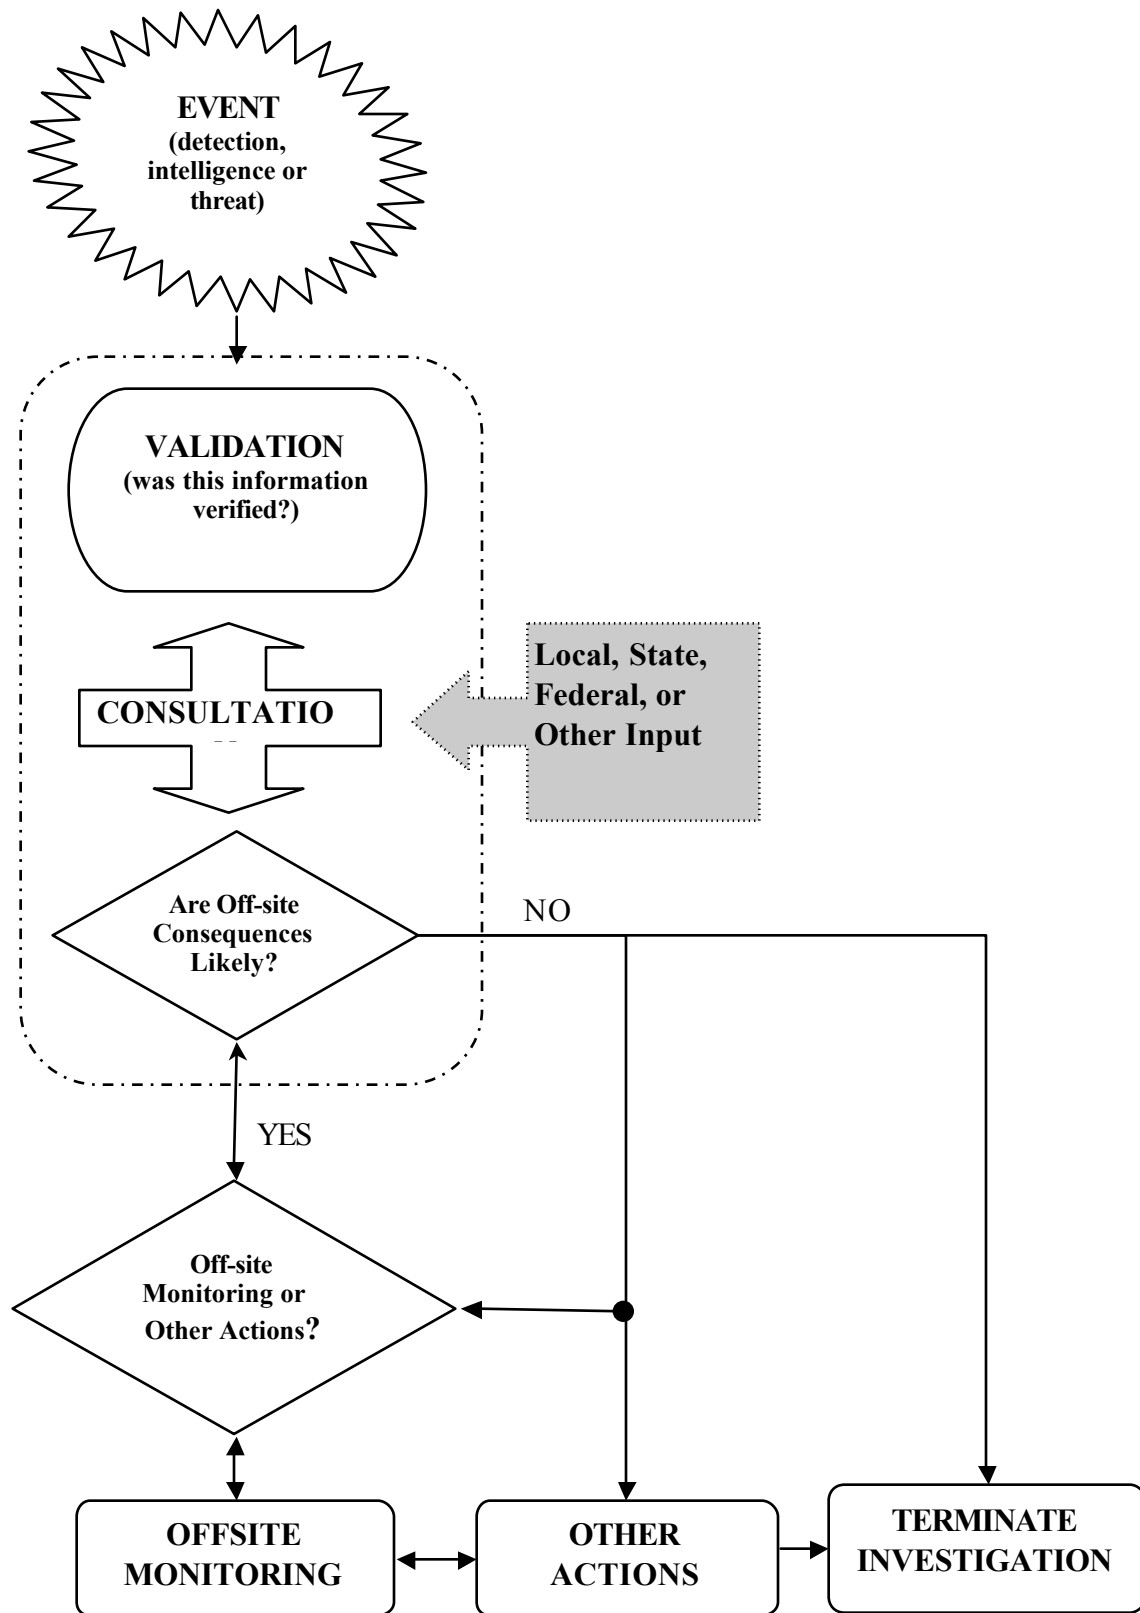 EVENT
(detection,
intelligence or
threat)
VALIDATION
(was this information
verified?)
CONSULTATIO
Local, State,
Federal, or
Other Input
Are Off-site
Consequences
Likely?
NO
YES
Off-site
Monitoring or
Other Actions?
OFFSITE
MONITORING
OTHER
ACTIONS
TERMINATE
INVESTIGATION